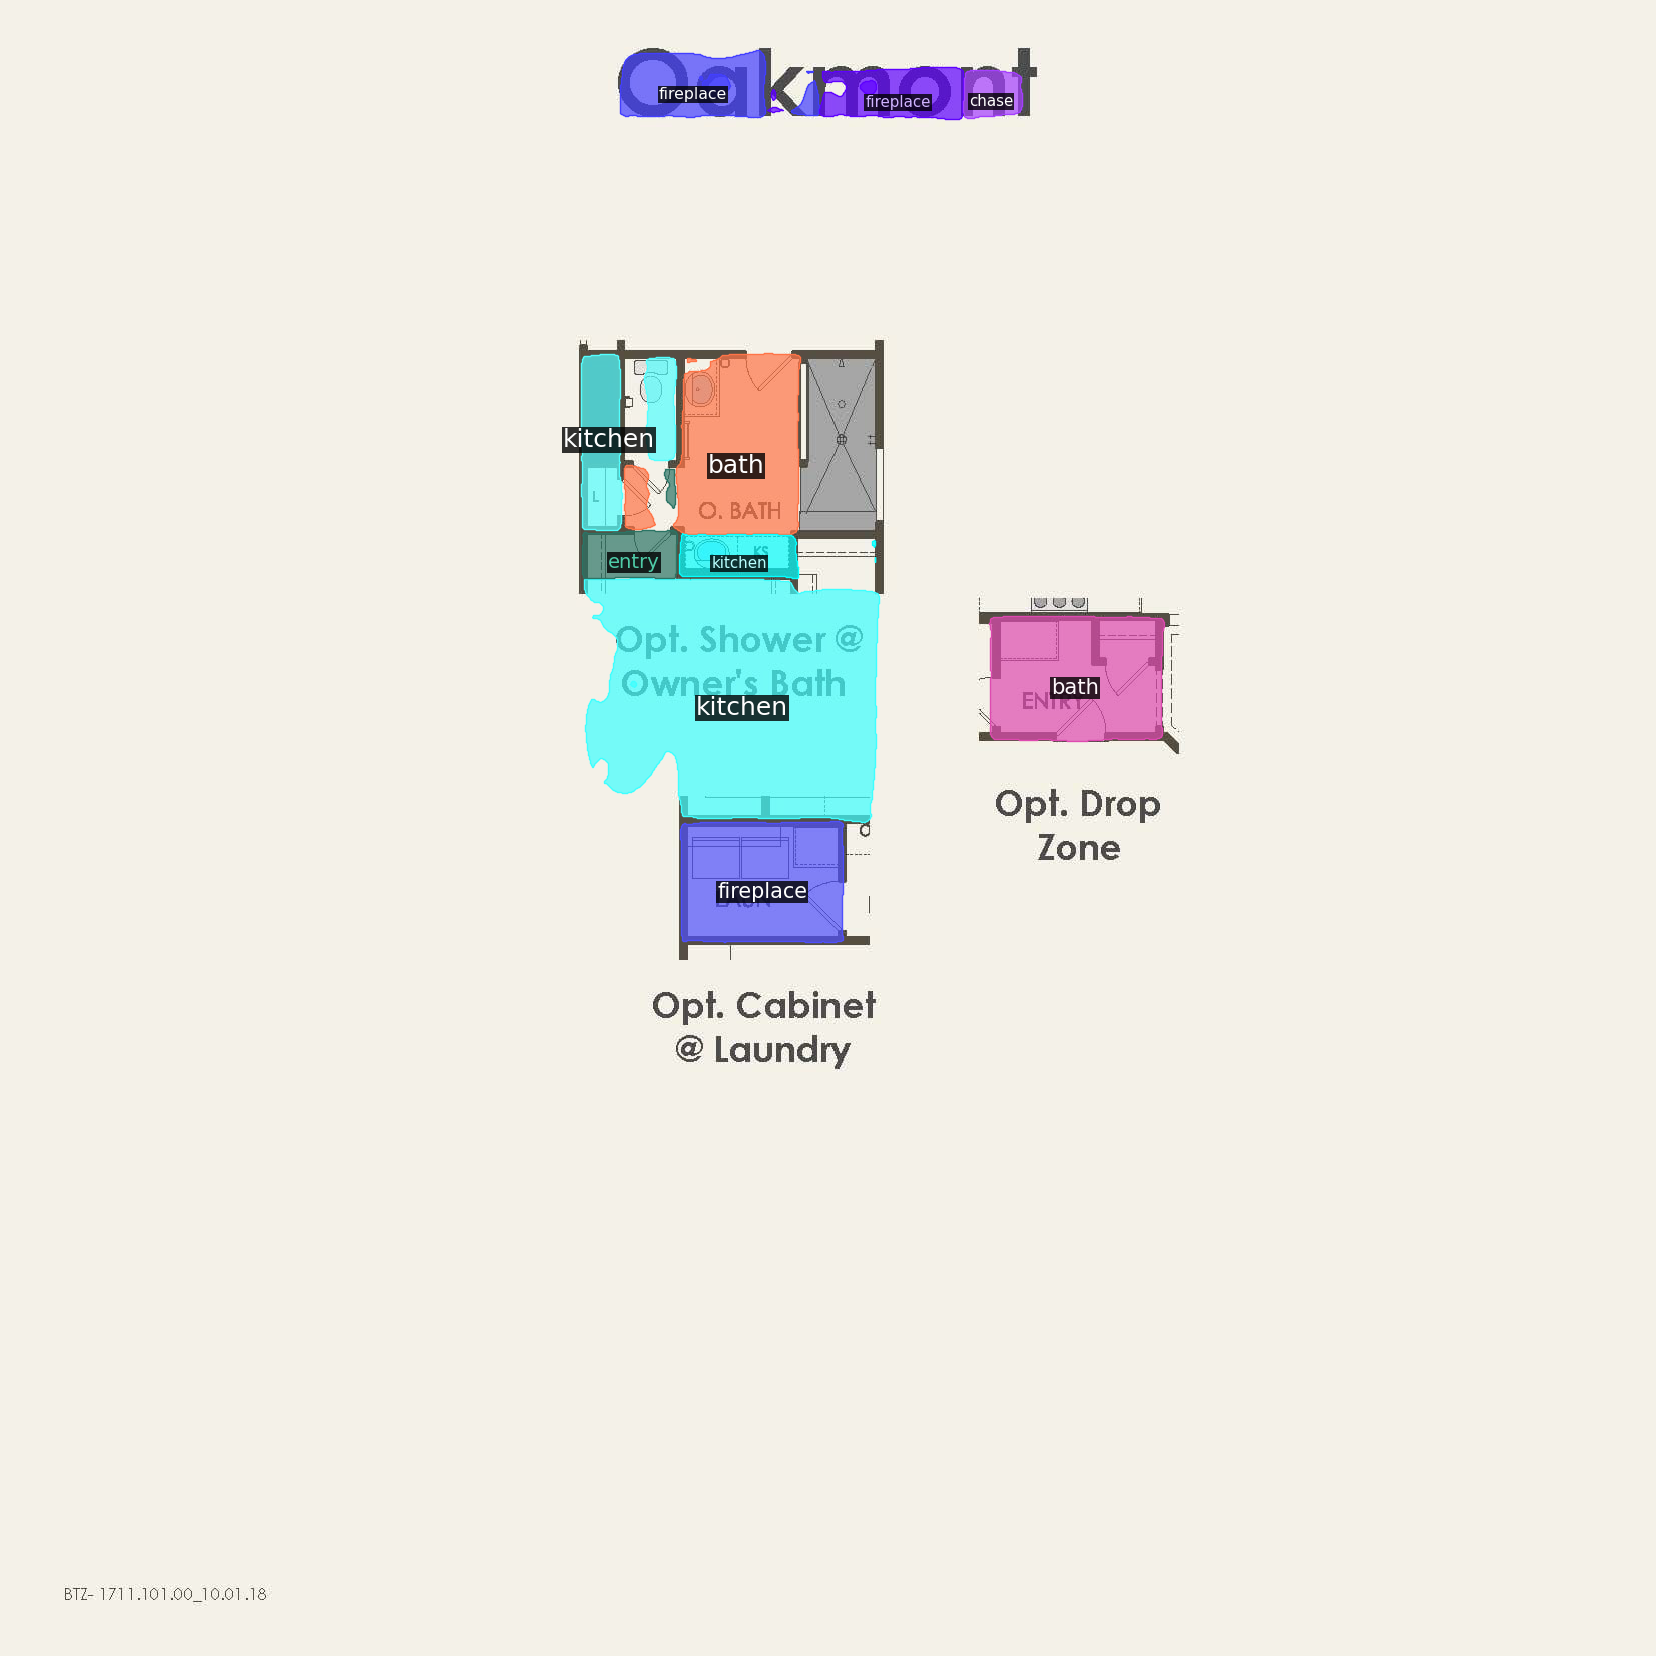 Oakmont
fireplace
fireplace
chase
kitchen
bath
L
O. BATH
KS
entry
kitchen
Opt. Shower @
Owner's Bath
kitchen
bath
ENTRY
Opt. Drop
Zone
fireplace
Opt. Cabinet
@ Laundry
BTZ- 1711.101.00_10.01.18